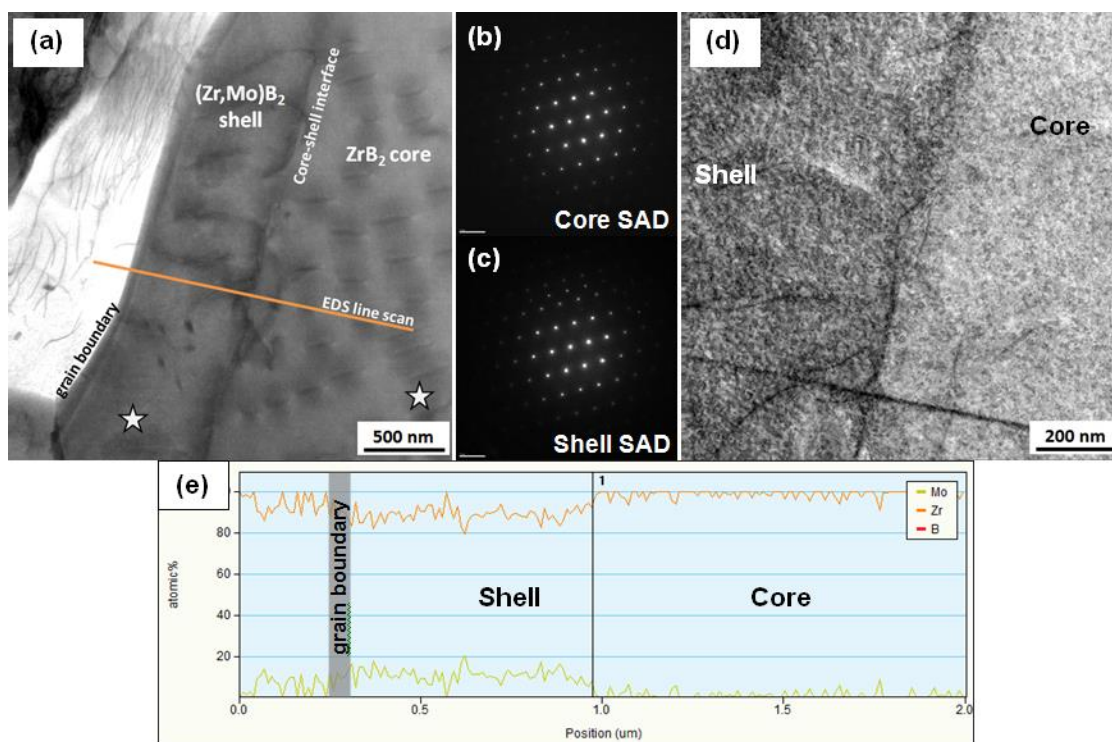 (a)
(Zr,Mo)B₂
shell
Core-shell interface
ZrB₂ core
EDS line scan
grain boundary
500 nm
(b)
Core SAD
(c)
Shell SAD
(d)
Shell
Core
200 nm
(e)
1
Mo
Zr
B
atomic%
80
60
40
20
grain boundary
Shell
Core
0.0
0.5
1.0
1.5
2.0
Position (um)